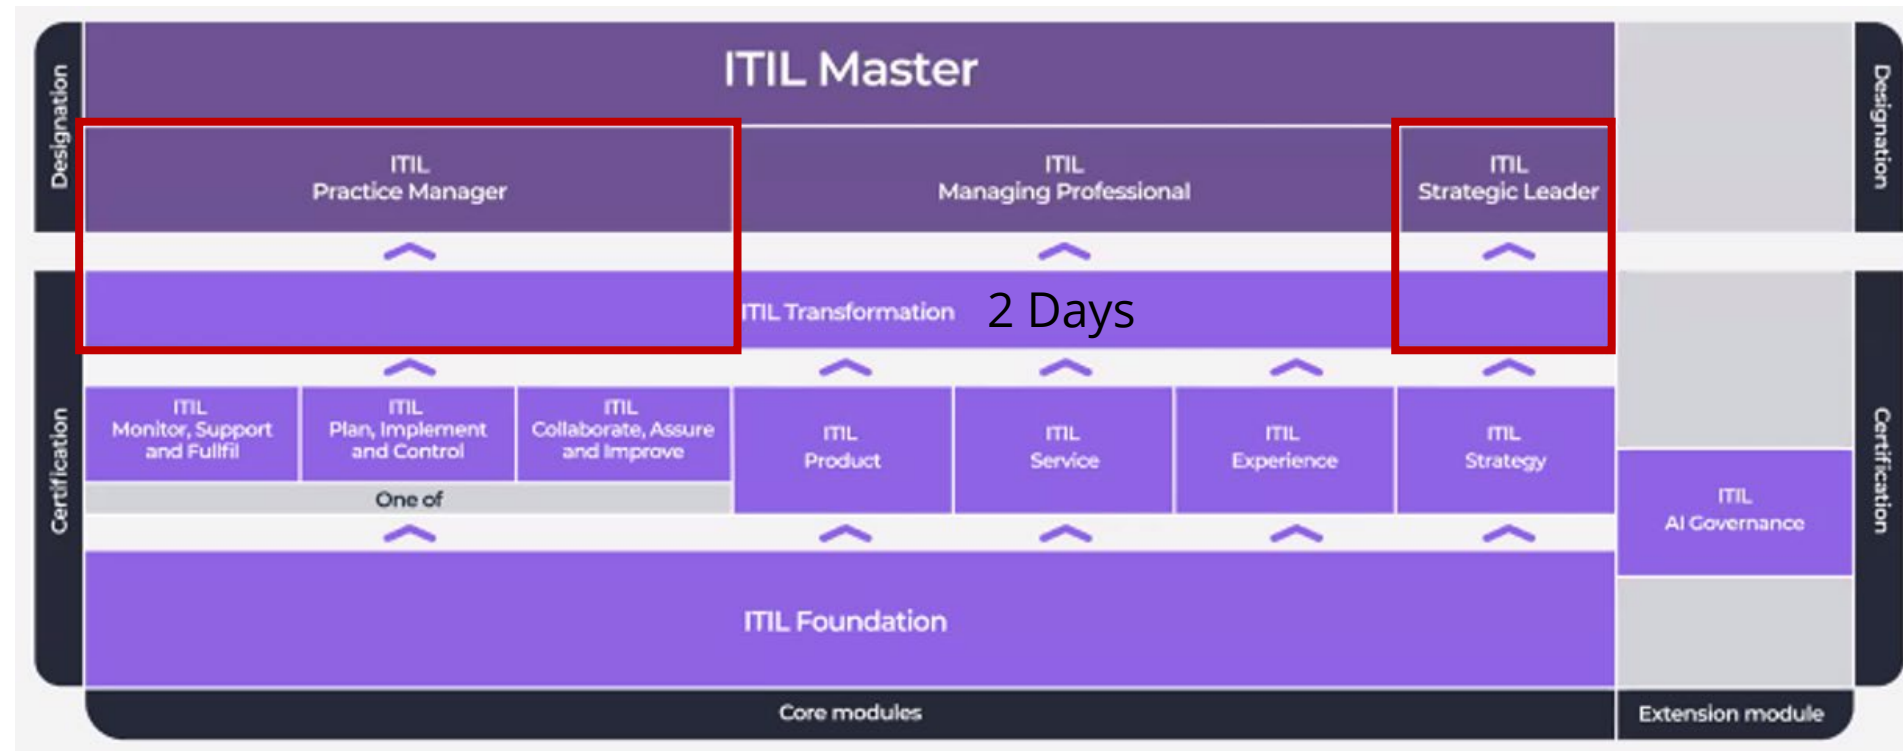 Designation
ITIL Master
Designation
ITIL
Practice Manager
ITIL
Managing Professional
ITIL
Strategic Leader
ITIL Transformation
2 Days
Certification
ITIL
Monitor, Support
and Fullfil
ITIL
Plan, Implement
and Control
ITIL
Collaborate, Assure
and Improve
One of
ITIL
Product
ITIL
Service
ITIL
Experience
ITIL
Strategy
ITIL
AI Governance
Certification
ITIL Foundation
Core modules
Extension module